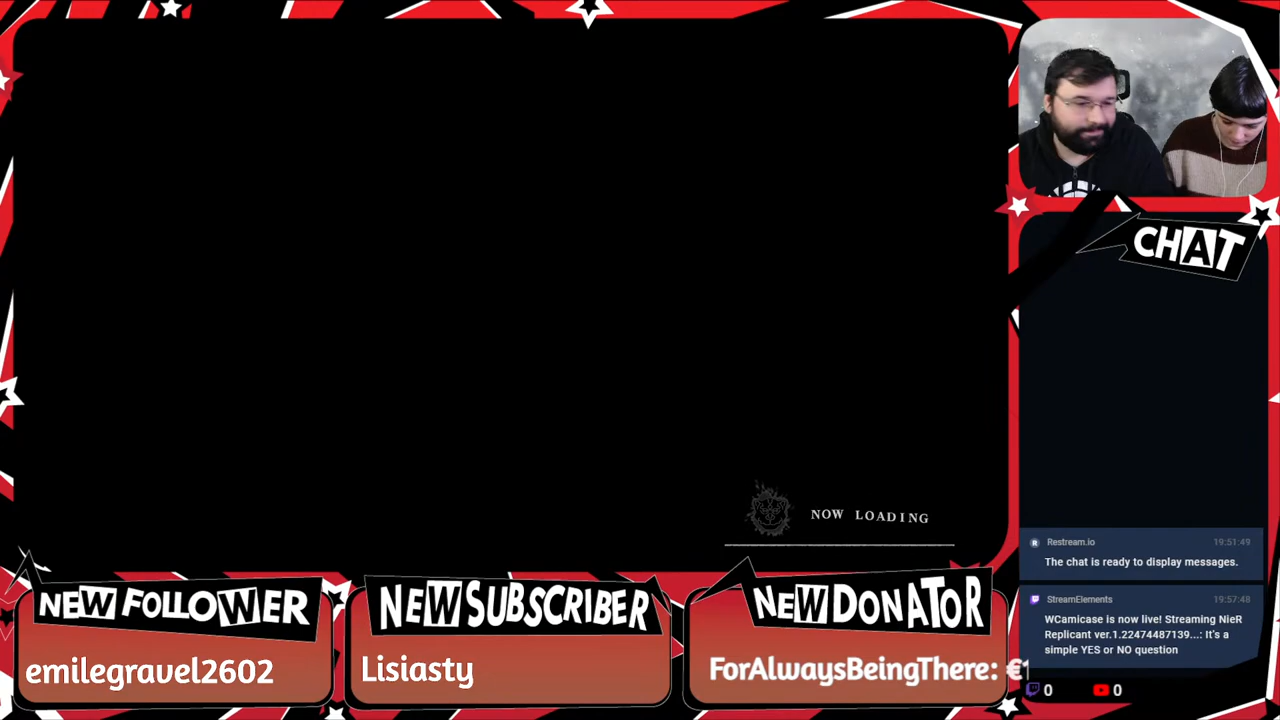 CHAT
NOW LOADING
Restream.io 19:51:49
The chat is ready to display messages.
StreamElements 19:57:48
WCamicase is now live! Streaming NieR
Replicant ver.1.22474487139...: It's a
simple YES or NO question
0 0
NEW FOLLOWER
emilegravel2602
NEW SUBSCRIBER
Lisiasty
NEW DONATOR
ForAlwaysBeingThere: €1